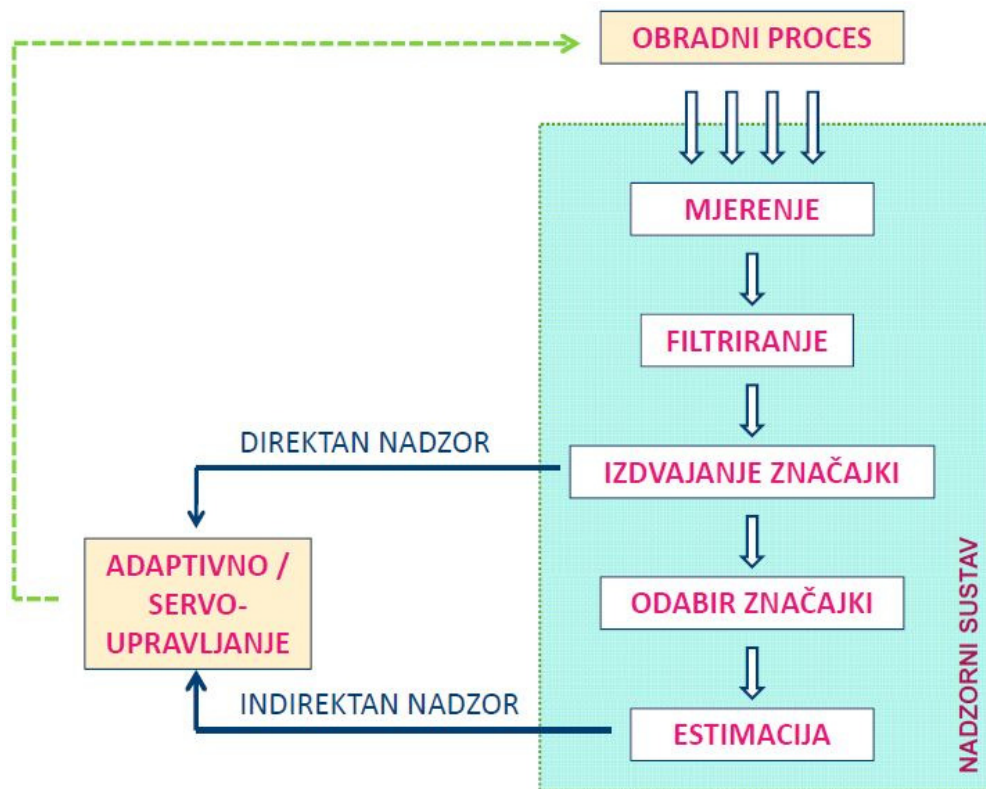 OBRADNI PROCES
MJERENJE
FILTRIRANJE
DIREKTAN NADZOR
IZDVAJANJE ZNAČAJKI
ADAPTIVNO /
SERVO-
UPRAVLJANJE
ODABIR ZNAČAJKI
INDIREKTAN NADZOR
ESTIMACIJA
NADZORNI SUSTAV